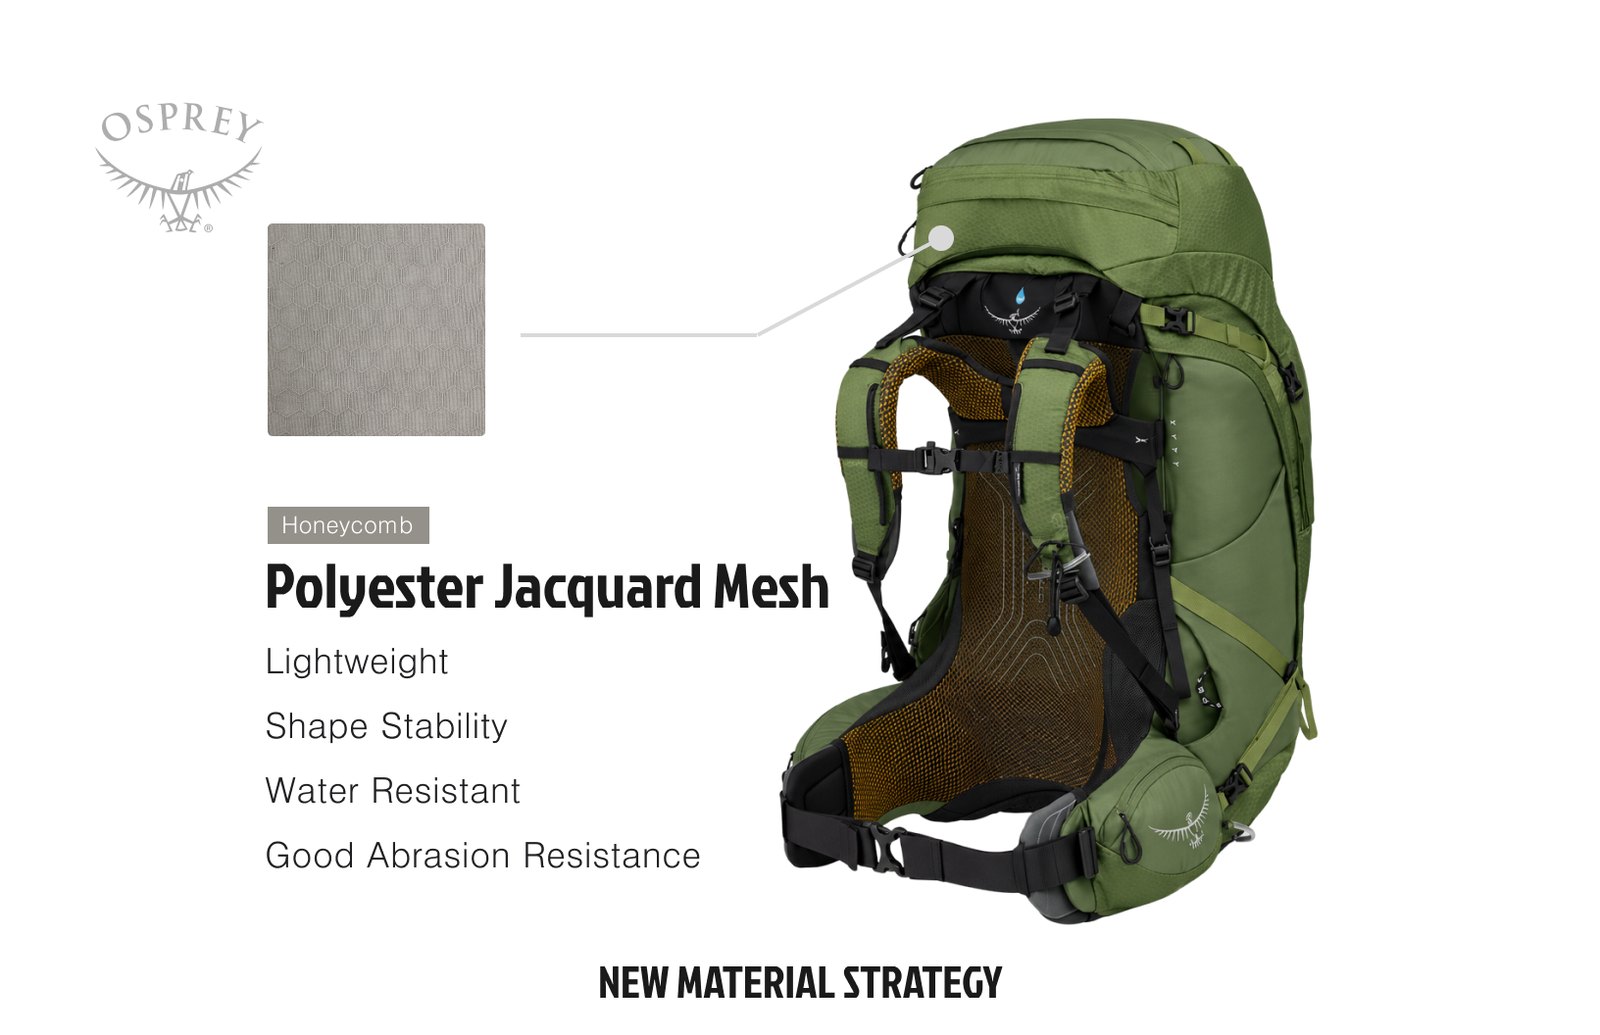 OSPREY
®
Honeycomb
Polyester Jacquard Mesh
Lightweight
Shape Stability
Water Resistant
Good Abrasion Resistance
NEW MATERIAL STRATEGY